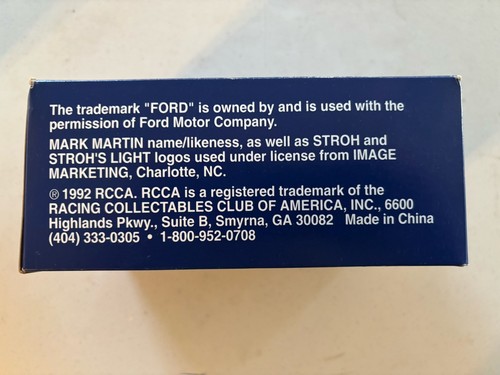 The trademark "FORD" is owned by and is used with the
permission of Ford Motor Company.
MARK MARTIN name/likeness, as well as STROH and
STROH'S LIGHT logos used under license from IMAGE
MARKETING, Charlotte, NC.
® 1992 RCCA. RCCA is a registered trademark of the
RACING COLLECTABLES CLUB OF AMERICA, INC., 6600
Highlands Pkwy., Suite B, Smyrna, GA 30082 Made in China
(404) 333-0305 • 1-800-952-0708